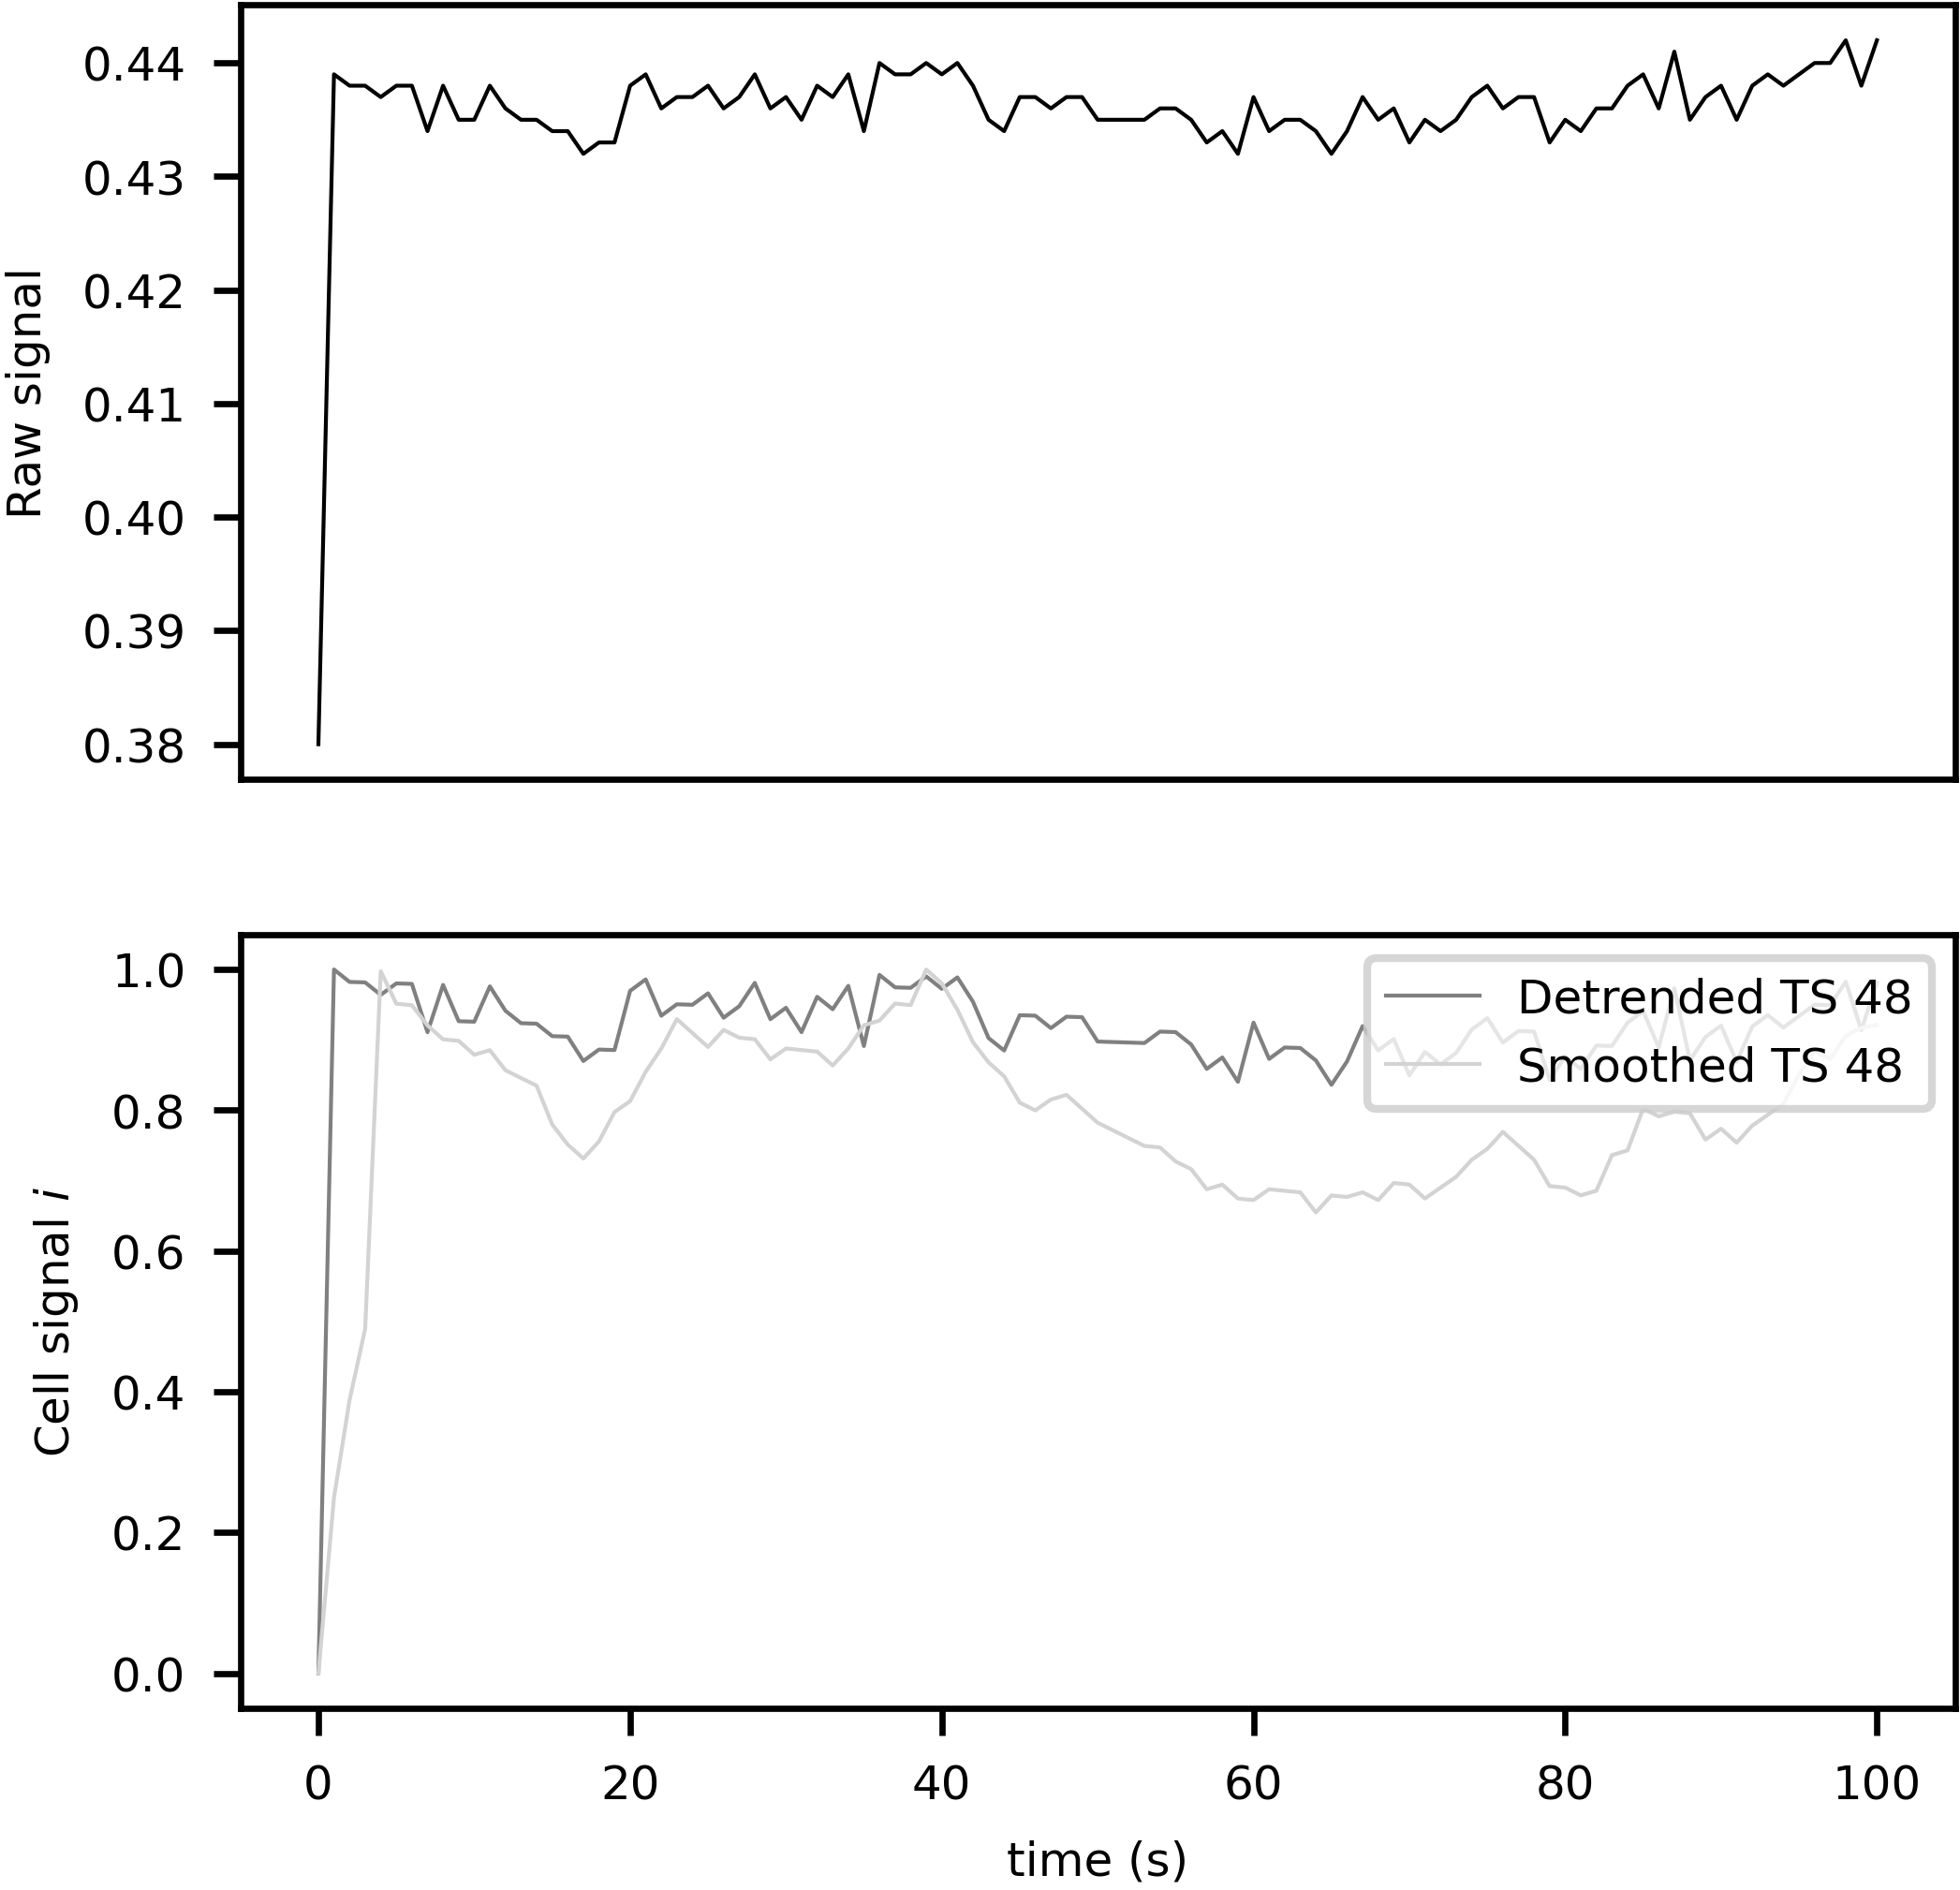 Raw signal
0.44
0.43
0.42
0.41
0.40
0.39
0.38
Cell signal i
1.0
0.8
0.6
0.4
0.2
0.0
Detrended TS 48
Smoothed TS 48
0 20 40 60 80 100
time (s)